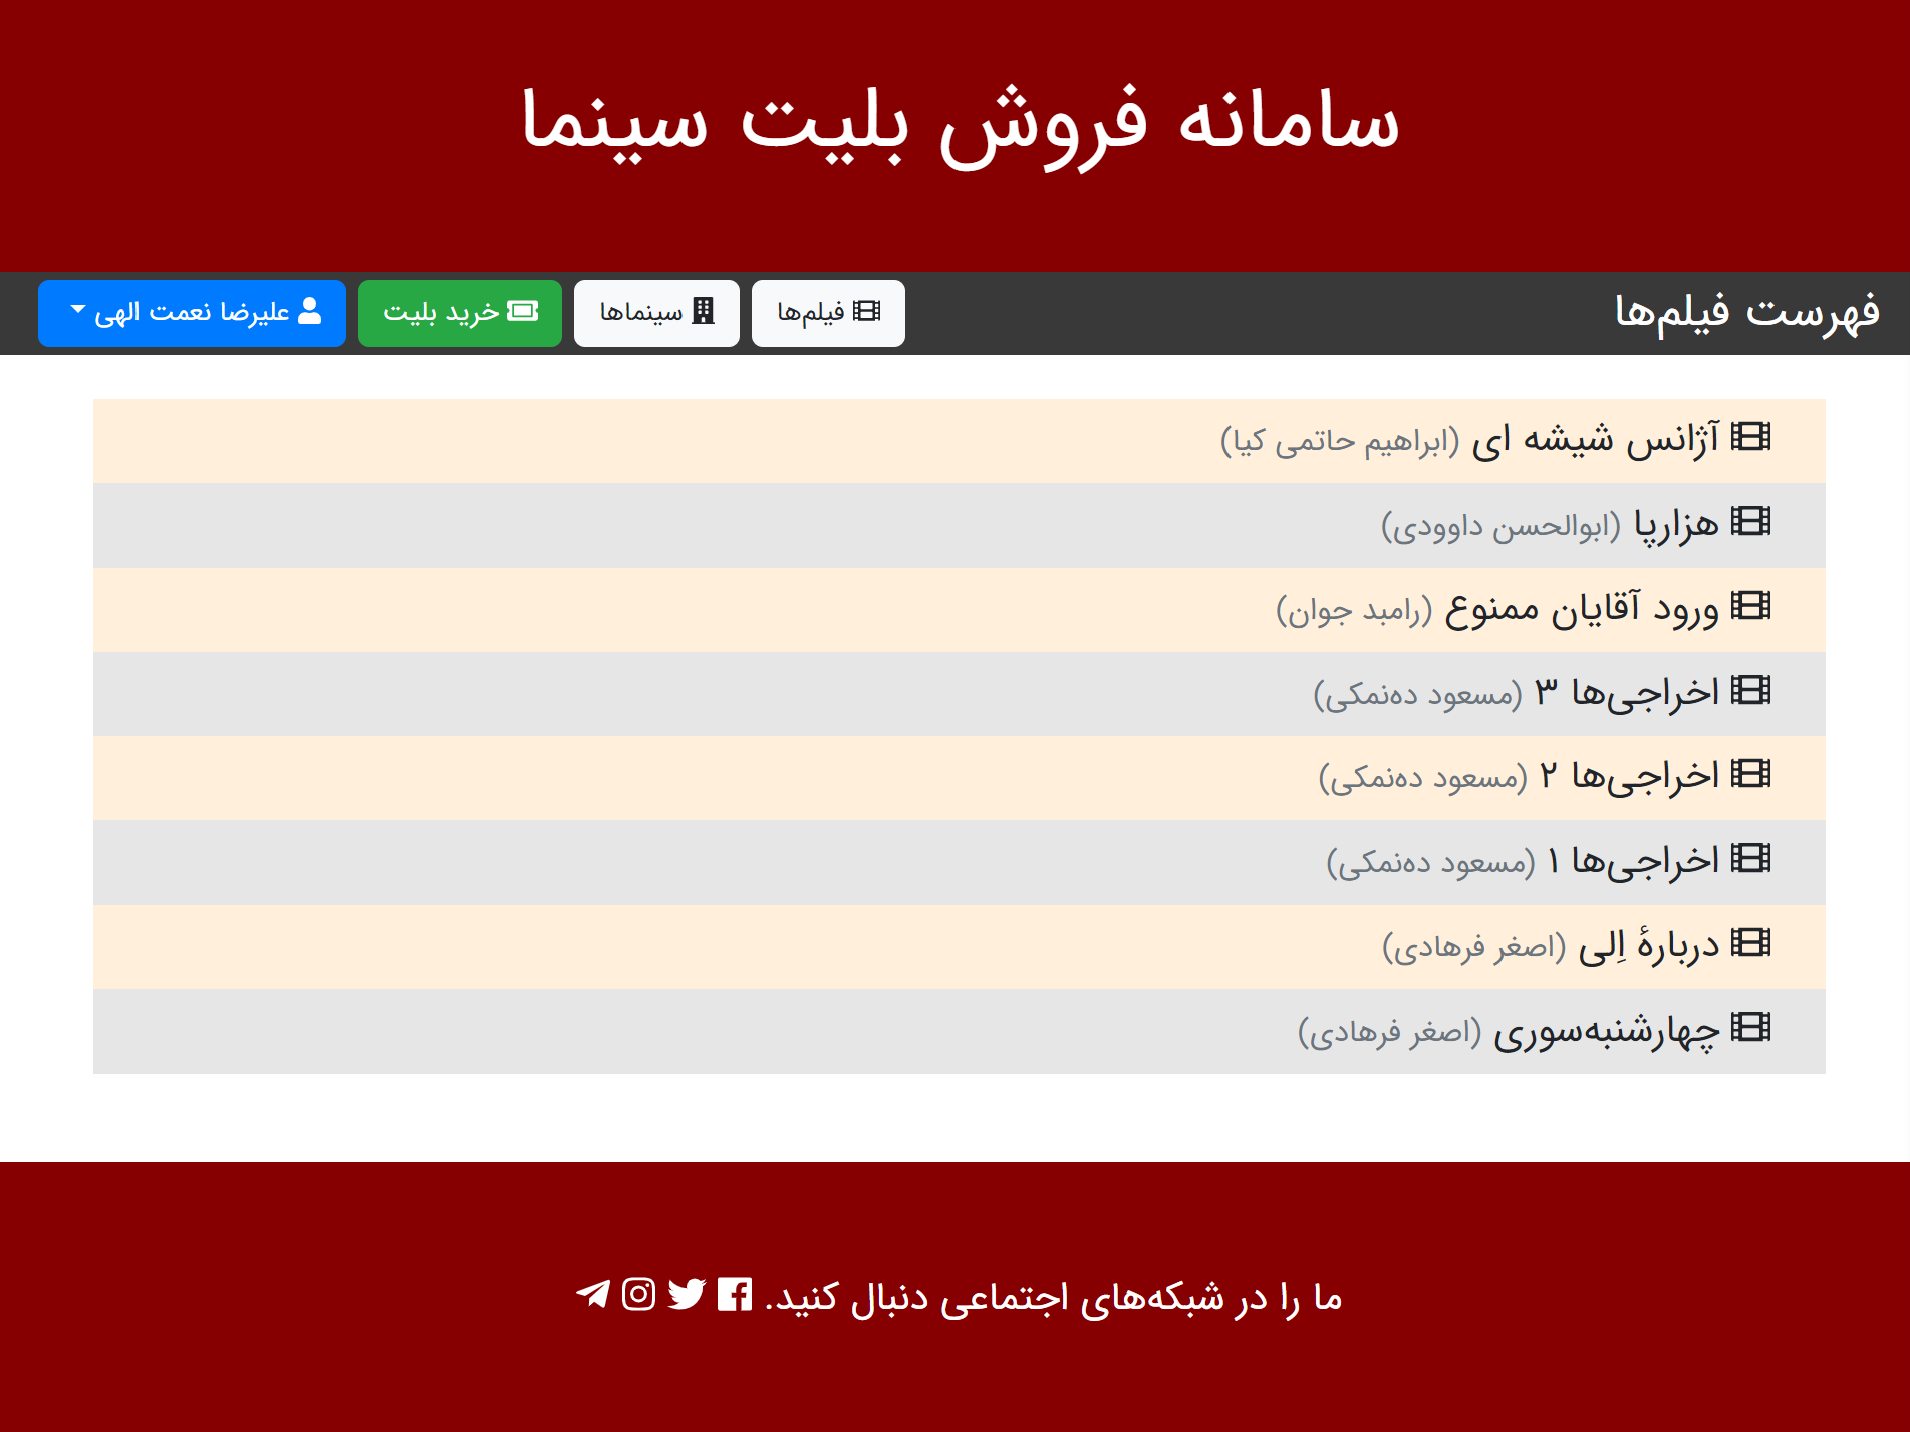 سامانه فروش بلیت سینما
فهرست فیلم‌ها
فیلم‌ها
سینماها
خرید بلیت
علیرضا نعمت الهی
آژانس شیشه ای (ابراهیم حاتمی کیا)
هزارپا (ابوالحسن داوودی)
ورود آقایان ممنوع (رامبد جوان)
اخراجی‌ها ۳ (مسعود ده‌نمکی)
اخراجی‌ها ۲ (مسعود ده‌نمکی)
اخراجی‌ها ۱ (مسعود ده‌نمکی)
دربارهٔ اِلی (اصغر فرهادی)
چهارشنبه‌سوری (اصغر فرهادی)
ما را در شبکه‌های اجتماعی دنبال کنید.